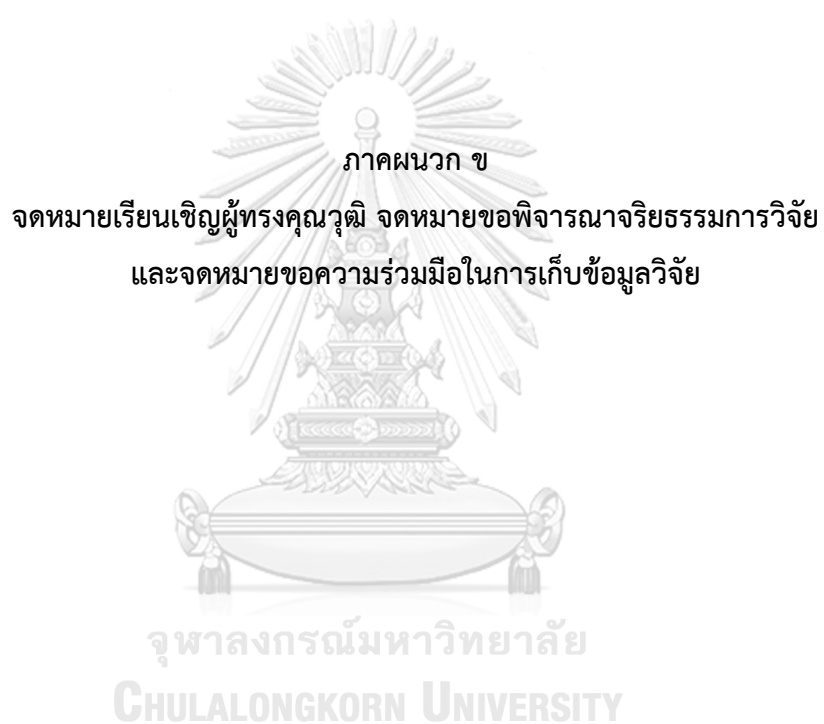 ภาคผนวก ข
จดหมายเรียนเชิญผู้ทรงคุณวุฒิ จดหมายขอพิจารณาจริยธรรมการวิจัย
และจดหมายขอความร่วมมือในการเก็บข้อมูลวิจัย
จุฬาลงกรณ์มหาวิทยาลัย
CHULALONGKORN UNIVERSITY